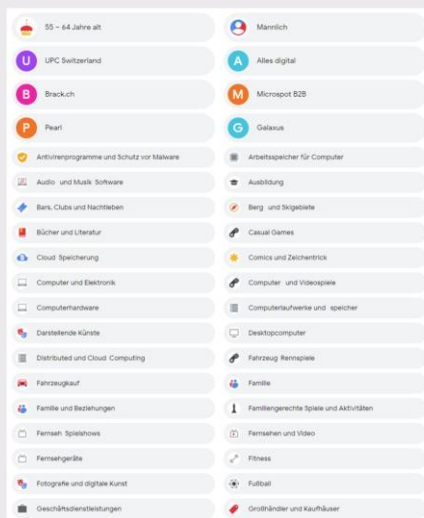 55 – 64 Jahre alt
Männlich
U UPC Switzerland
A Alles digital
B Brack.ch
M Microspot B2B
P Pearl
G Galaxus
Antivirenprogramme und Schutz vor Malware
Arbeitsspeicher für Computer
Audio und Musik Software
Ausbildung
Bars, Clubs und Nachtleben
Berg und Skigebiete
Bücher und Literatur
Casual Games
Cloud Speicherung
Comics und Zeichentrick
Computer und Elektronik
Computer und Videospiele
Computerhardware
Computerlaufwerke und speicher
Darstellende Künste
Desktopcomputer
Distributed und Cloud Computing
Fahrzeug Rennspiele
Fahrzeugkauf
Familie
Familie und Beziehungen
Familiengerechte Spiele und Aktivitäten
Fernseh Spielshows
Fernsehen und Video
Fernsehgeräte
Fitness
Fotografie und digitale Kunst
Fußball
Geschäftsdienstleistungen
Großhändler und Kaufhäuser